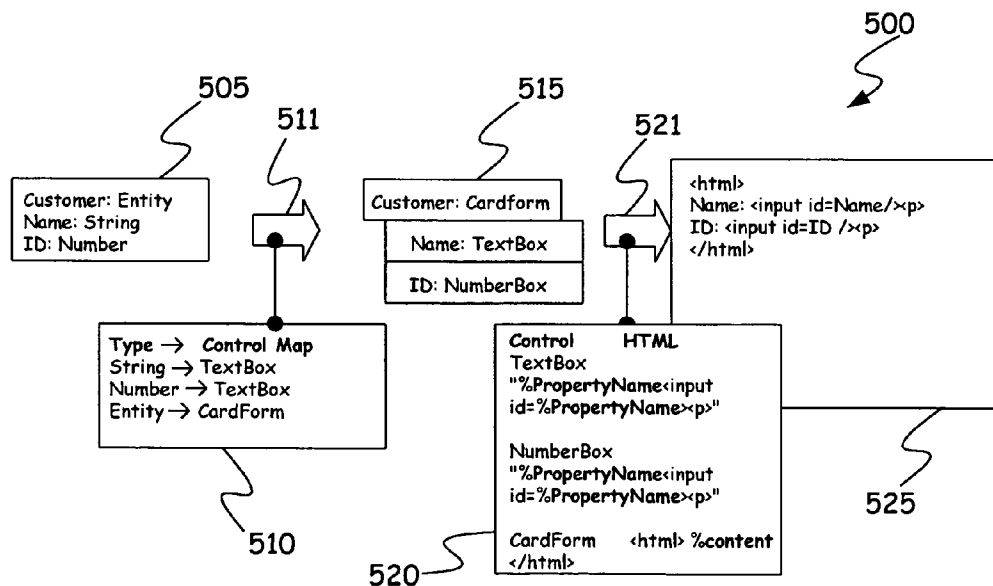 500
505
511
515
521
Customer: Entity
Name: String
ID: Number
Customer: Cardform
Name: TextBox
ID: NumberBox
<html>
Name: <input id=Name/><p>
ID: <input id=ID /><p>
</html>
Type → Control Map
String → TextBox
Number → TextBox
Entity → CardForm
Control HTML
TextBox
"%PropertyName<input
id=%PropertyName><p>"
NumberBox
"%PropertyName<input
id=%PropertyName><p>"
CardForm <html> %content
</html>
510
520
525